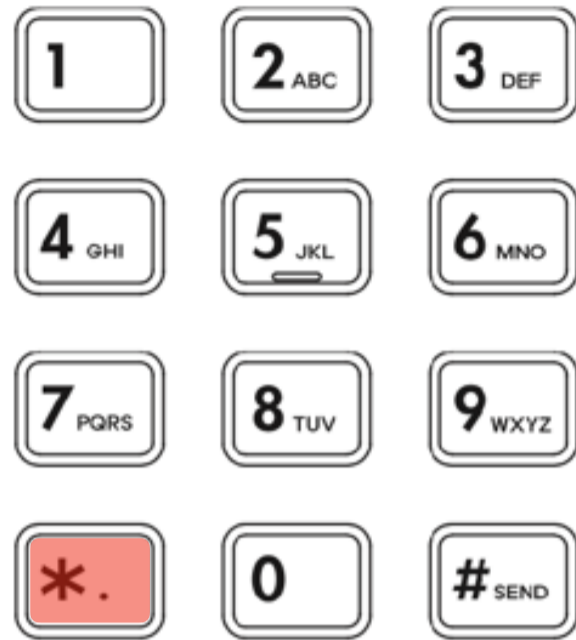 1 2 ABC 3 DEF
4 GHI 5 JKL 6 MNO
7 PQRS 8 TUV 9 WXYZ
*. 0 # SEND